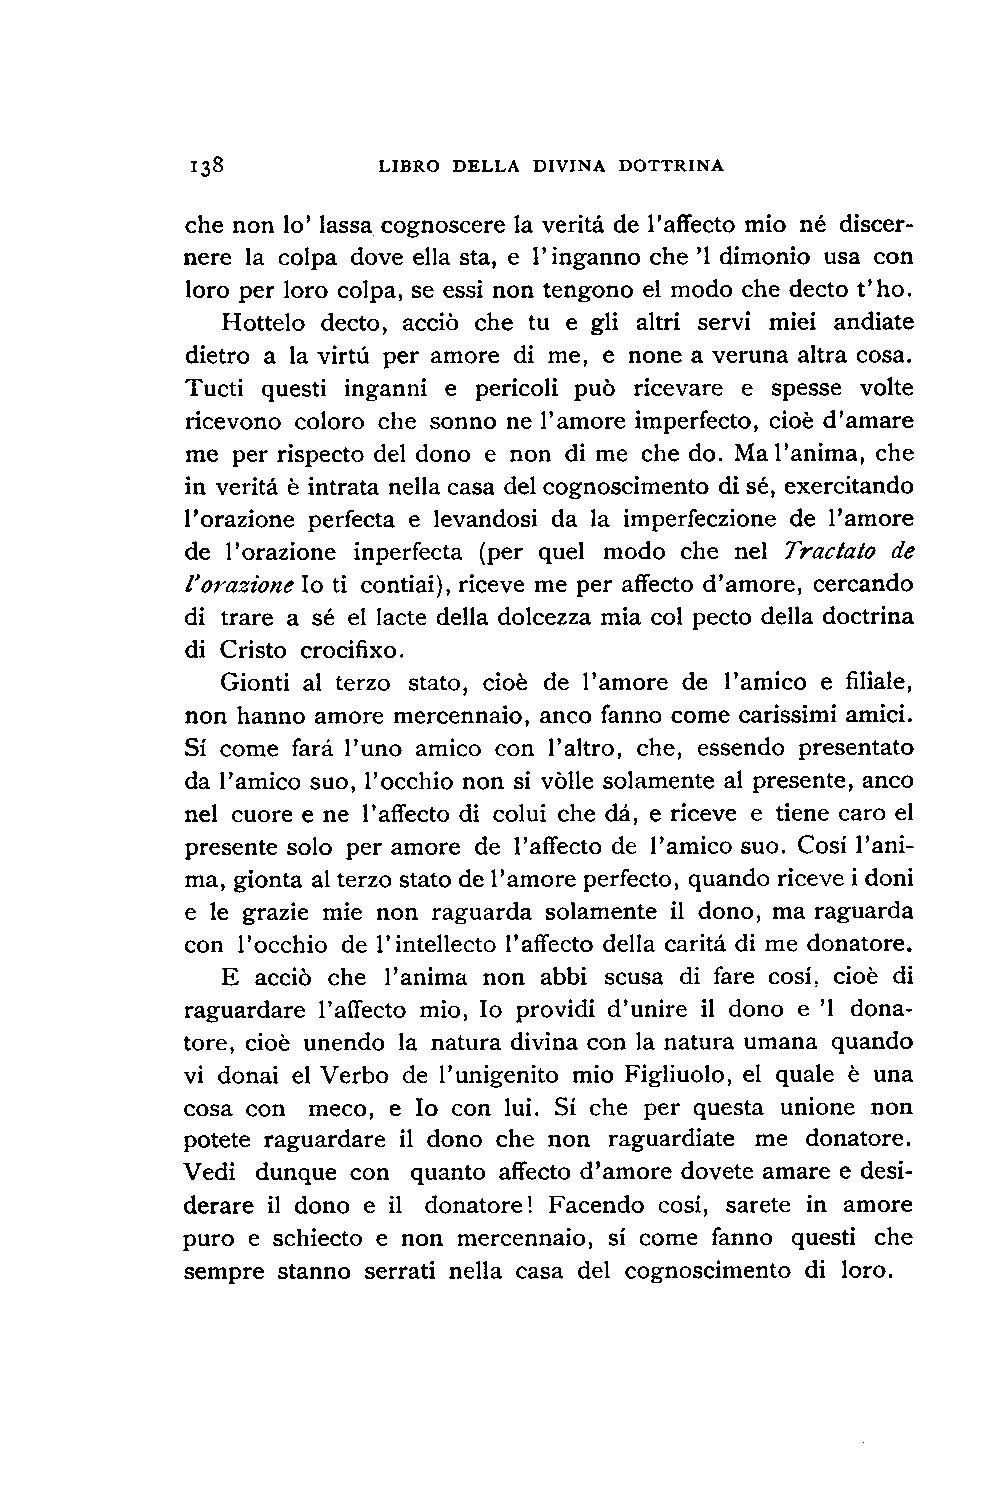 138 LIBRO DELLA DIVINA DOTTRINA
che non lo' lassa cognoscere la veritá de l'affecto mio né discer-
nere la colpa dove ella sta, e l'inganno che 'l dimonio usa con
loro per loro colpa, se essi non tengono el modo che decto t'ho.
Hottelo decto, acciò che tu e gli altri servi miei andiate
dietro a la virtú per amore di me, e none a veruna altra cosa.
Tucti questi inganni e pericoli può ricevare e spesse volte
ricevono coloro che sonno ne l'amore imperfecto, cioè d'amare
me per rispecto del dono e non di me che do. Ma l'anima, che
in veritá è intrata nella casa del cognoscimento di sé, exercitando
l'orazione perfecta e levandosi da la imperfeczione de l'amore
de l'orazione inperfecta (per quel modo che nel Tractato de
l'orazione Io ti contiai), riceve me per affecto d'amore, cercando
di trare a sé el lacte della dolcezza mia col pecto della doctrina
di Cristo crocifixo.
Gionti al terzo stato, cioè de l'amore de l'amico e filiale,
non hanno amore mercennaio, anco fanno come carissimi amici.
Sí come fará l'uno amico con l'altro, che, essendo presentato
da l'amico suo, l'occhio non si vòlle solamente al presente, anco
nel cuore e ne l'affecto di colui che dá, e riceve e tiene caro el
presente solo per amore de l'affecto de l'amico suo. Cosí l'ani-
ma, gionta al terzo stato de l'amore perfecto, quando riceve i doni
e le grazie mie non raguarda solamente il dono, ma raguarda
con l'occhio de l'intellecto l'affecto della caritá di me donatore.
E acciò che l'anima non abbi scusa di fare cosí, cioè di
raguardare l'affecto mio, Io providi d'unire il dono e 'l dona-
tore, cioè unendo la natura divina con la natura umana quando
vi donai el Verbo de l'unigenito mio Figliuolo, el quale è una
cosa con meco, e Io con lui. Sí che per questa unione non
potete raguardare il dono che non raguardiate me donatore.
Vedi dunque con quanto affecto d'amore dovete amare e desi-
derare il dono e il donatore! Facendo cosí, sarete in amore
puro e schiecto e non mercennaio, sí come fanno questi che
sempre stanno serrati nella casa del cognoscimento di loro.